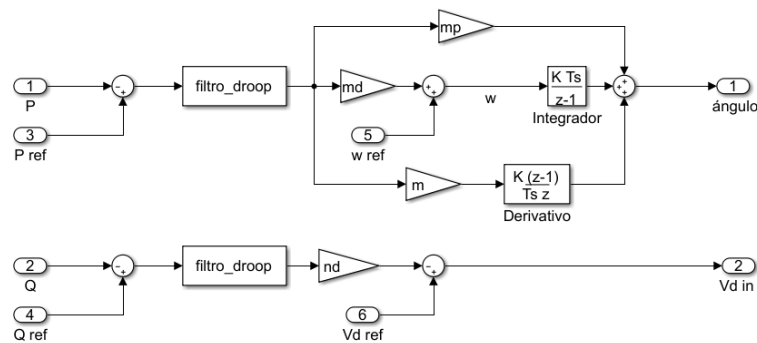 mp
1
P
filtro_droop
md
w
K Ts
z-1
Integrador
1
ángulo
3
P ref
5
w ref
m
K (z-1)
Ts z
Derivativo
2
Q
filtro_droop
nd
2
Vd in
4
Q ref
6
Vd ref